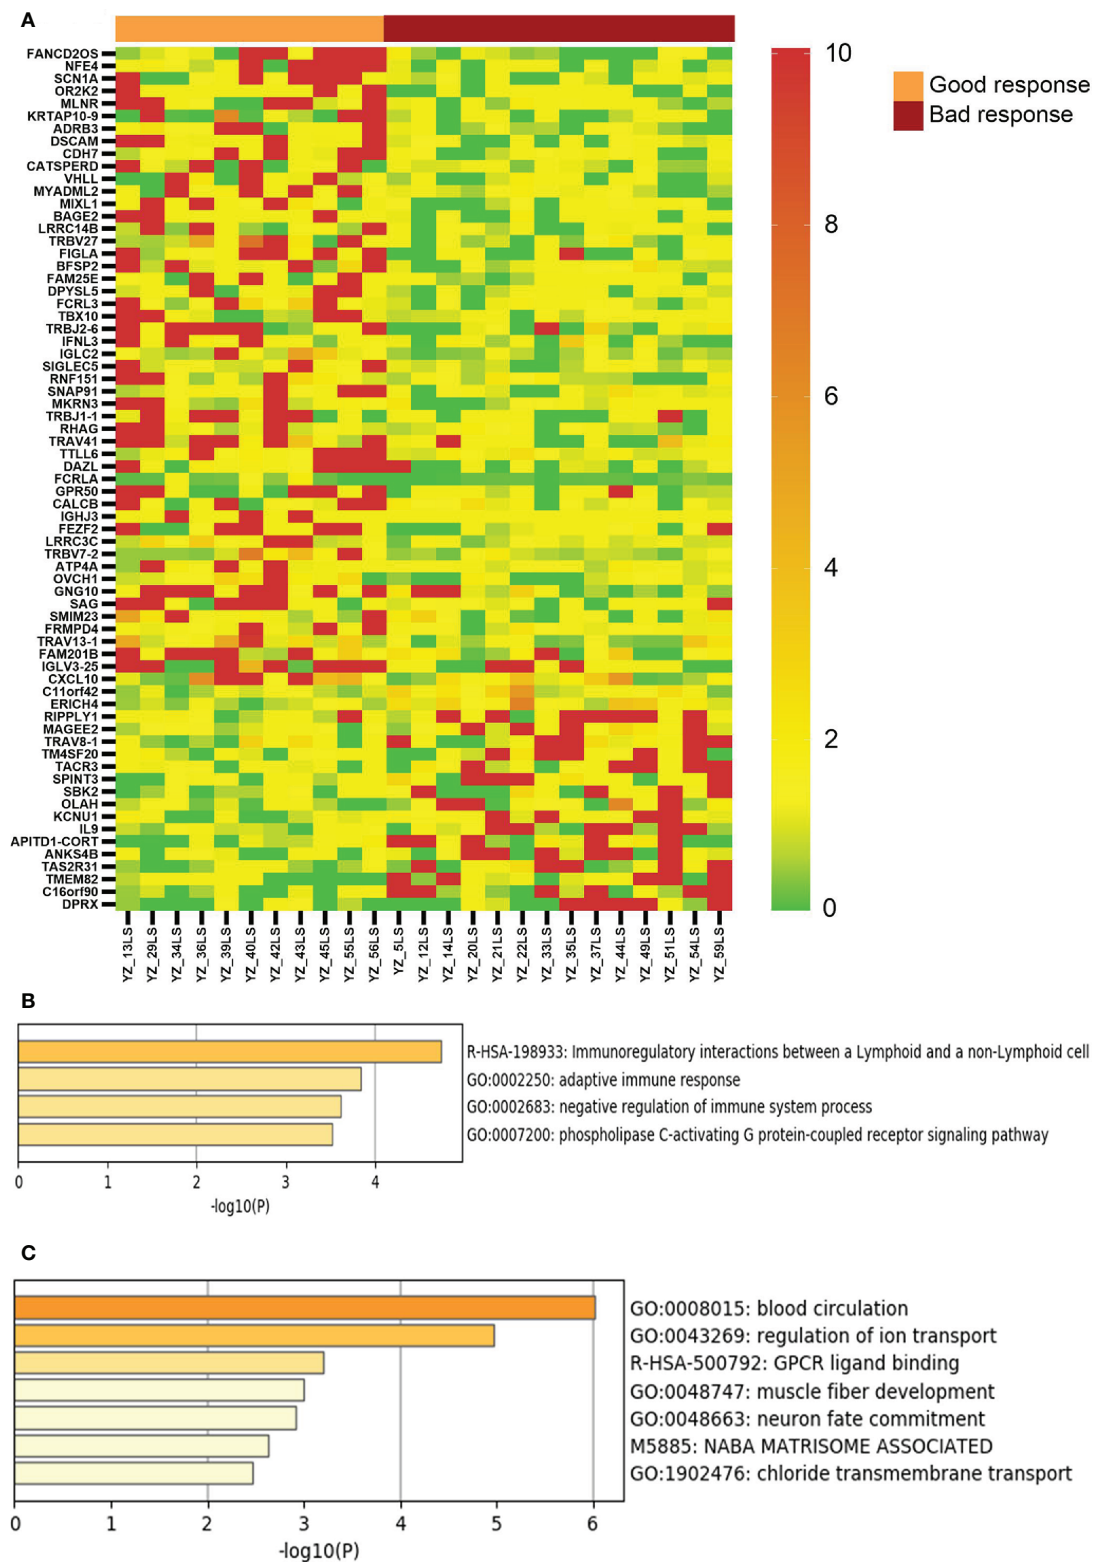 A
FANCD2OS
NFE4
SCN1A
OR2K2
MLNR
KRTAP10-9
ADRB3
DSCAM
CDH7
CATSPERD
VHLL
MYADML2
MIXL1
BAGE2
LRRC14B
TRBV27
FIGLA
BFSP2
FAM25E
DPYSL5
FCRL3
TBX10
TRBJ2-6
IFNL3
IGLC2
SIGLEC5
RNF151
SNAP91
MKRN3
TRBJ1-1
RHAG
TRAV41
TTLL6
DAZL
FCRLA
GPR50
CALCB
IGHJ3
FEZF2
LRRC3C
TRBV7-2
ATP4A
OVCH1
GNG10
SAG
SMIM23
FRMPD4
TRAV13-1
FAM201B
IGLV3-25
CXCL10
C11orf42
ERICH4
RIPPLY1
MAGEE2
TRAV8-1
TM4SF20
TACR3
SPINT3
SBK2
OLAH
KCNU1
IL9
APITD1-CORT
ANKS4B
TAS2R31
TMEM82
C16orf90
DPRX
YZ_13LS
YZ_29LS
YZ_34LS
YZ_36LS
YZ_39LS
YZ_40LS
YZ_42LS
YZ_43LS
YZ_45LS
YZ_55LS
YZ_56LS
YZ_5LS
YZ_12LS
YZ_14LS
YZ_20LS
YZ_21LS
YZ_22LS
YZ_33LS
YZ_35LS
YZ_37LS
YZ_44LS
YZ_49LS
YZ_51LS
YZ_54LS
YZ_59LS
10
8
6
4
2
0
Good response
Bad response
B
R-HSA-198933: Immunoregulatory interactions between a Lymphoid and a non-Lymphoid cell
GO:0002250: adaptive immune response
GO:0002683: negative regulation of immune system process
GO:0007200: phospholipase C-activating G protein-coupled receptor signaling pathway
0 1 2 3 4
-log10(P)
C
GO:0008015: blood circulation
GO:0043269: regulation of ion transport
R-HSA-500792: GPCR ligand binding
GO:0048747: muscle fiber development
GO:0048663: neuron fate commitment
M5885: NABA MATRISOME ASSOCIATED
GO:1902476: chloride transmembrane transport
0 1 2 3 4 5 6
-log10(P)